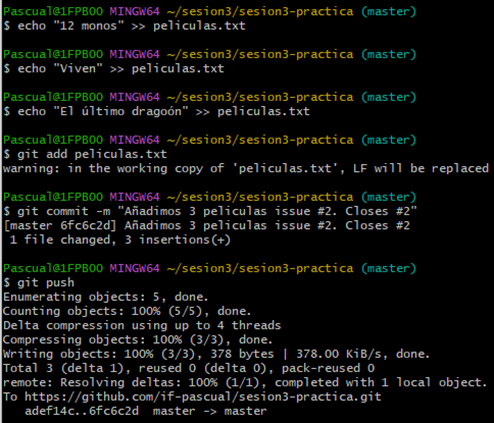 Pascual@1FPB00 MINGW64 ~/sesion3/sesion3-practica (master)
$ echo "12 monos" >> peliculas.txt
Pascual@1FPB00 MINGW64 ~/sesion3/sesion3-practica (master)
$ echo "Viven" >> peliculas.txt
Pascual@1FPB00 MINGW64 ~/sesion3/sesion3-practica (master)
$ echo "El último dragoón" >> peliculas.txt
Pascual@1FPB00 MINGW64 ~/sesion3/sesion3-practica (master)
$ git add peliculas.txt
warning: in the working copy of 'peliculas.txt', LF will be replaced
Pascual@1FPB00 MINGW64 ~/sesion3/sesion3-practica (master)
$ git commit -m "Añadimos 3 peliculas issue #2. Closes #2"
[master 6fc6c2d] Añadimos 3 peliculas issue #2. Closes #2
 1 file changed, 3 insertions(+)
Pascual@1FPB00 MINGW64 ~/sesion3/sesion3-practica (master)
$ git push
Enumerating objects: 5, done.
Counting objects: 100% (5/5), done.
Delta compression using up to 4 threads
Compressing objects: 100% (3/3), done.
Writing objects: 100% (3/3), 378 bytes | 378.00 KiB/s, done.
Total 3 (delta 1), reused 0 (delta 0), pack-reused 0
remote: Resolving deltas: 100% (1/1), completed with 1 local object.
To https://github.com/if-pascual/sesion3-practica.git
   adef14c..6fc6c2d  master -> master